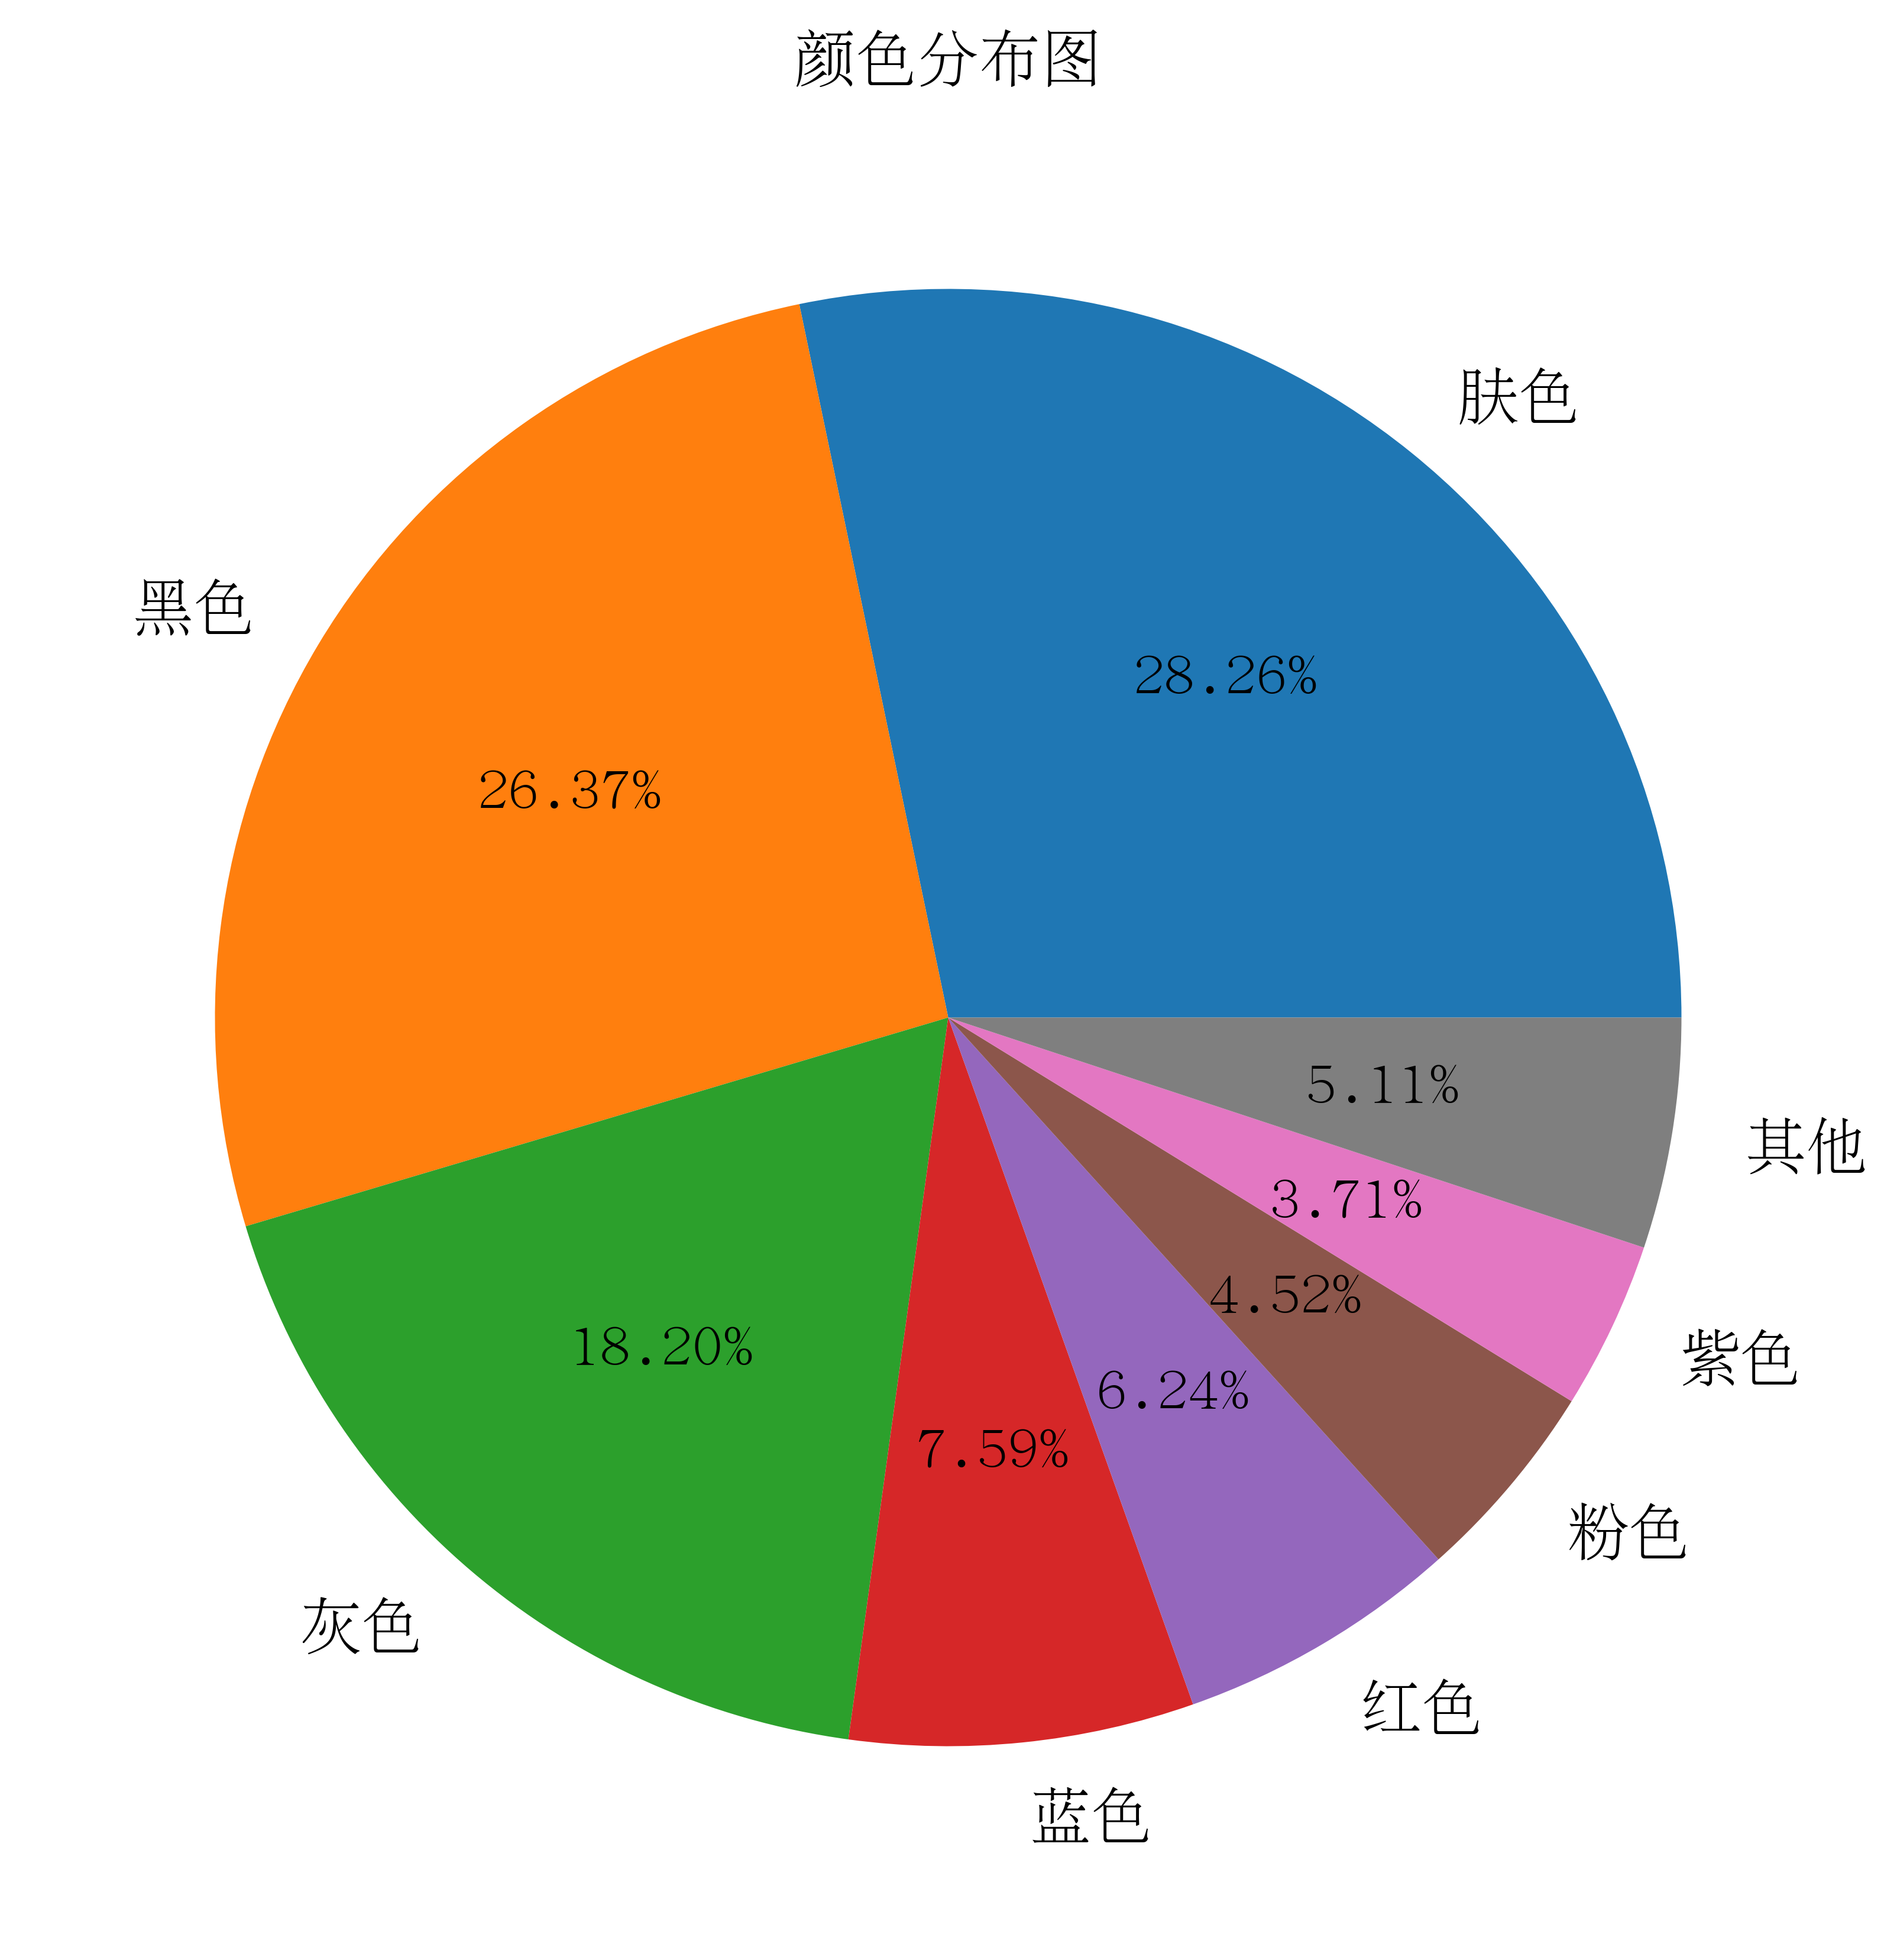 颜色分布图
肤色
28.26%
黑色
26.37%
灰色
18.20%
蓝色
7.59%
红色
6.24%
粉色
4.52%
紫色
3.71%
其他
5.11%